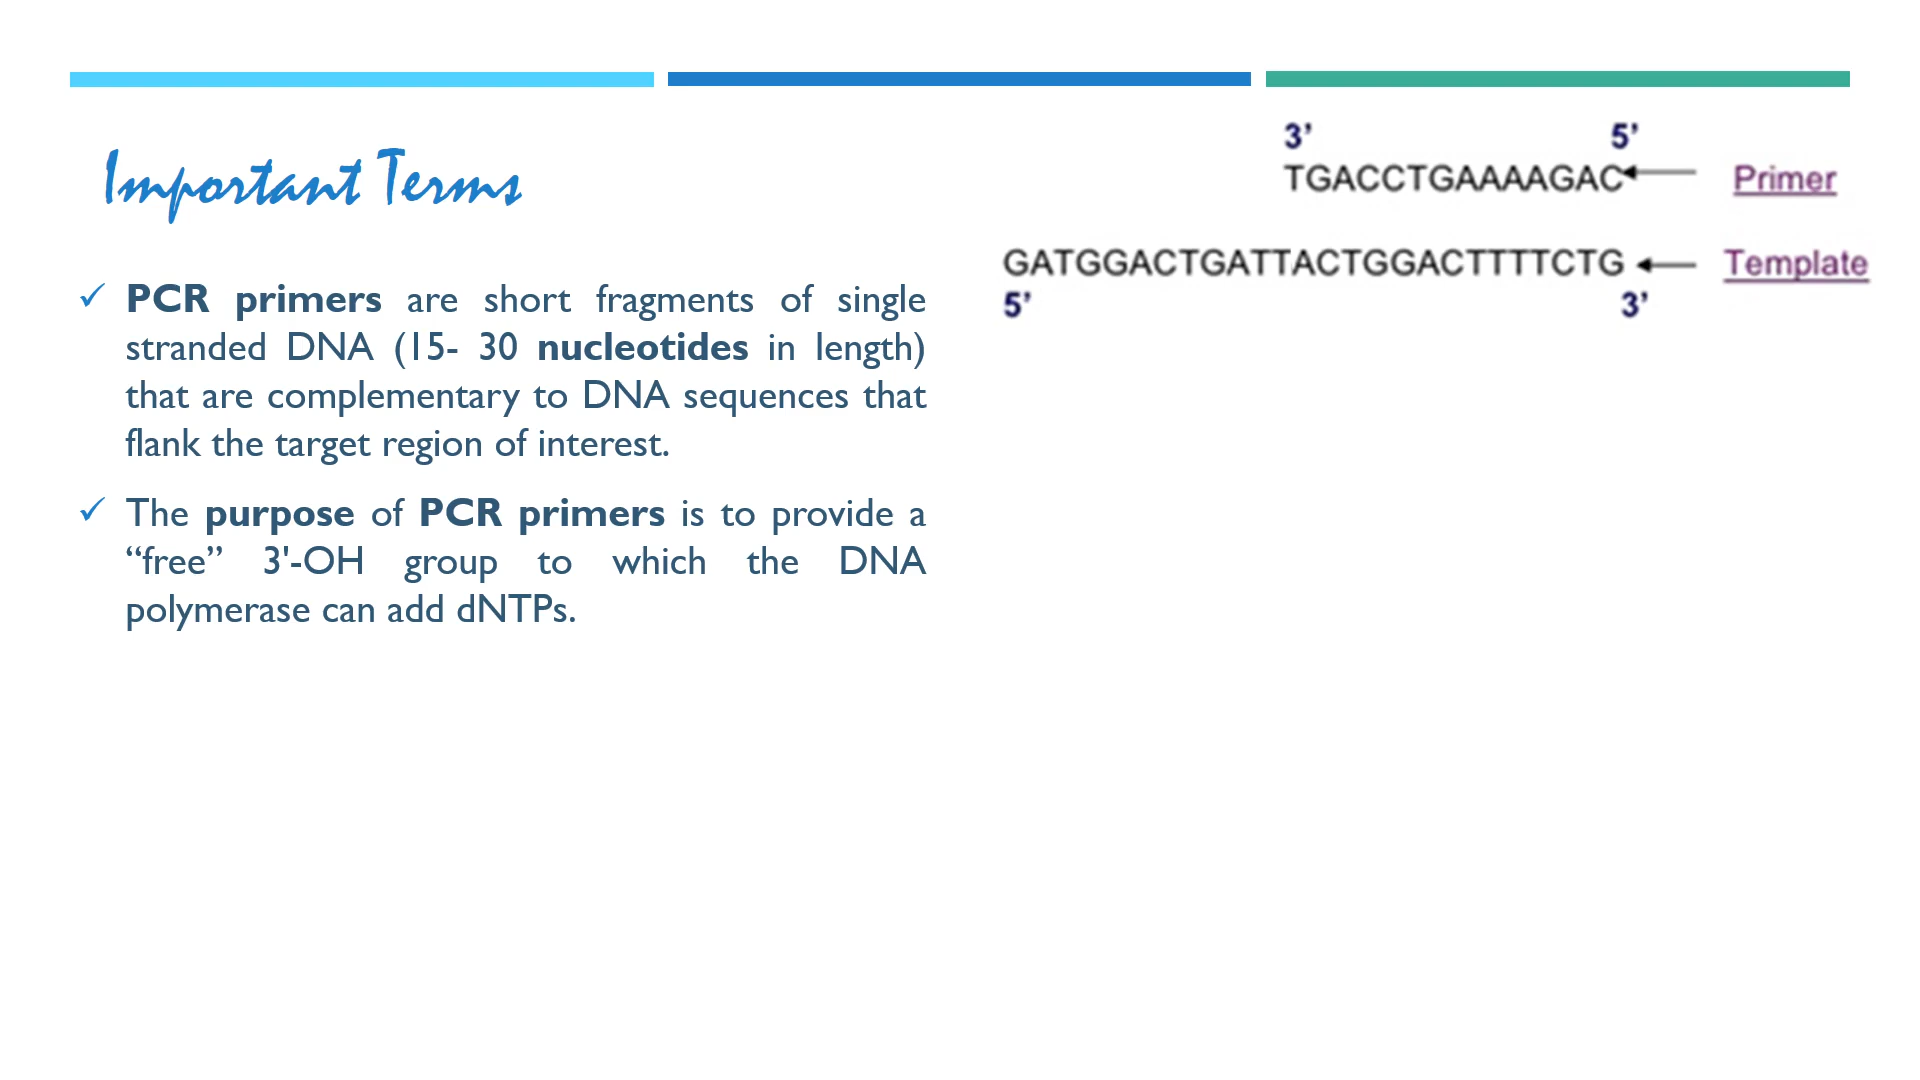 Important Terms
PCR primers are short fragments of single
stranded DNA (15- 30 nucleotides in length)
that are complementary to DNA sequences that
flank the target region of interest.
The purpose of PCR primers is to provide a
“free” 3'-OH group to which the DNA
polymerase can add dNTPs.
3’ 5’
TGACCTGAAAAGAC Primer
GATGGACTGATTACTGGACTTTTCTG Template
5’ 3’